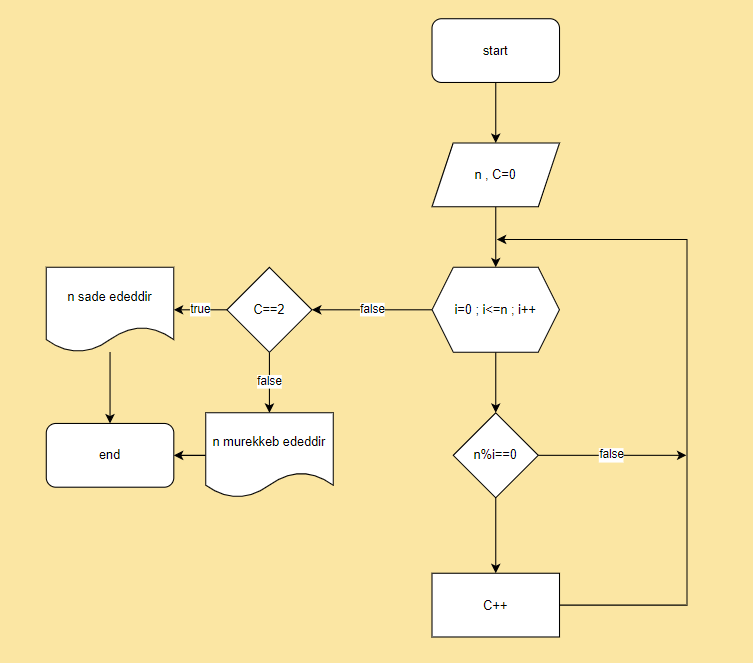 start
n , C=0
i=0 ; i<=n ; i++
false
C==2
true
n sade ededdir
false
n murekkeb ededdir
end
n%i==0
false
C++